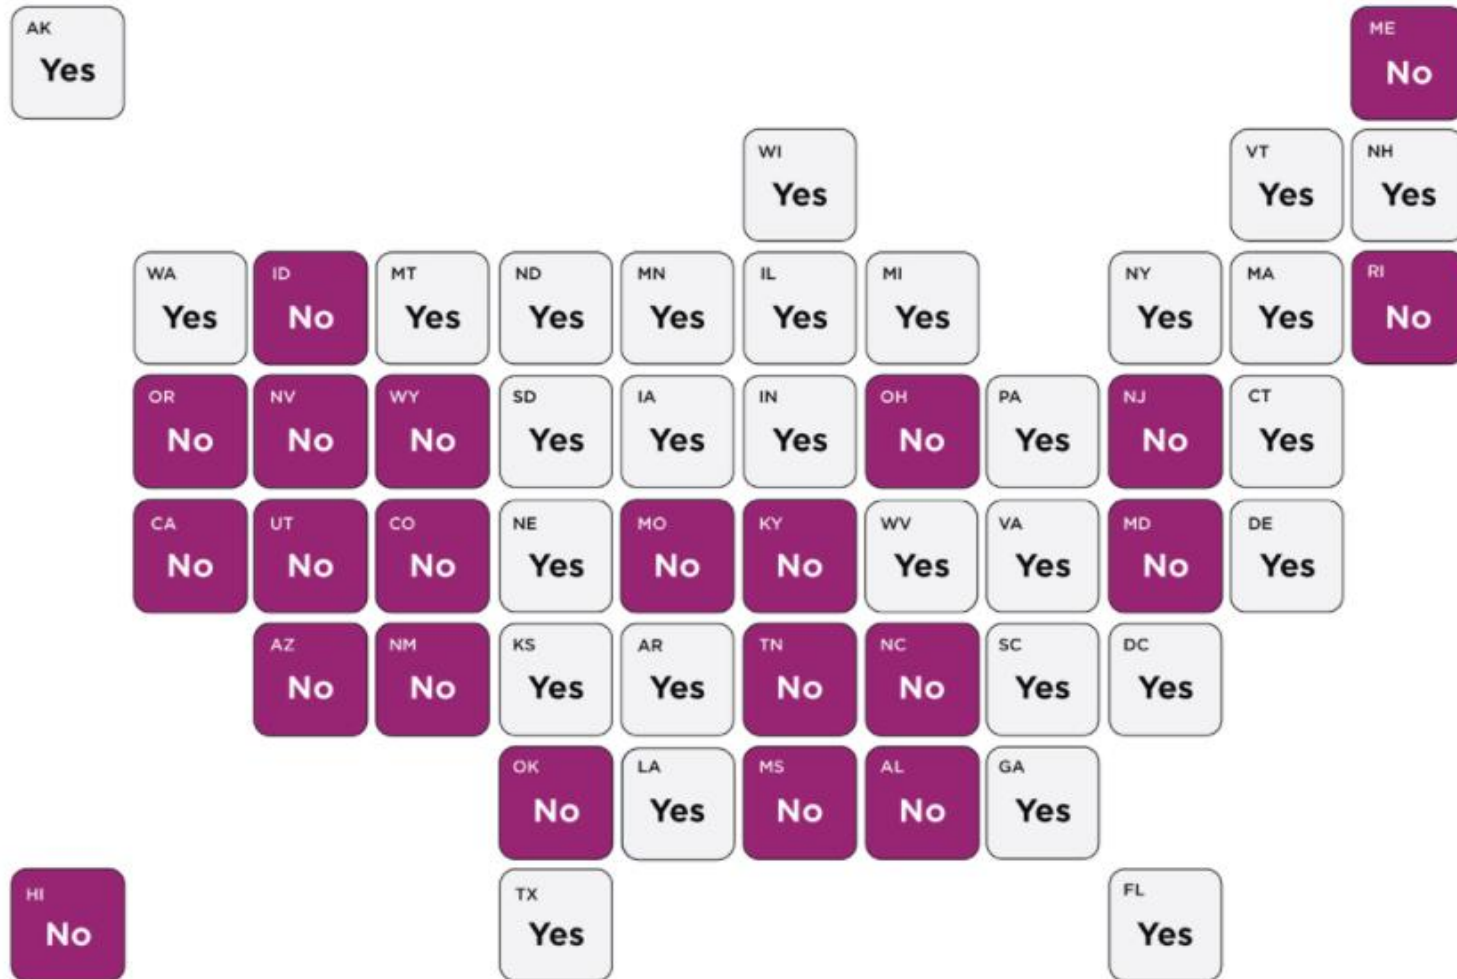 AK
Yes
ME
No
WI
Yes
VT
Yes
NH
Yes
WA
Yes
ID
No
MT
Yes
ND
Yes
MN
Yes
IL
Yes
MI
Yes
NY
Yes
MA
Yes
RI
No
OR
No
NV
No
WY
No
SD
Yes
IA
Yes
IN
Yes
OH
No
PA
Yes
NJ
No
CT
Yes
CA
No
UT
No
CO
No
NE
Yes
MO
No
KY
No
WV
Yes
VA
Yes
MD
No
DE
Yes
AZ
No
NM
No
KS
Yes
AR
Yes
TN
No
NC
No
SC
Yes
DC
Yes
OK
No
LA
Yes
MS
No
AL
No
GA
Yes
HI
No
TX
Yes
FL
Yes